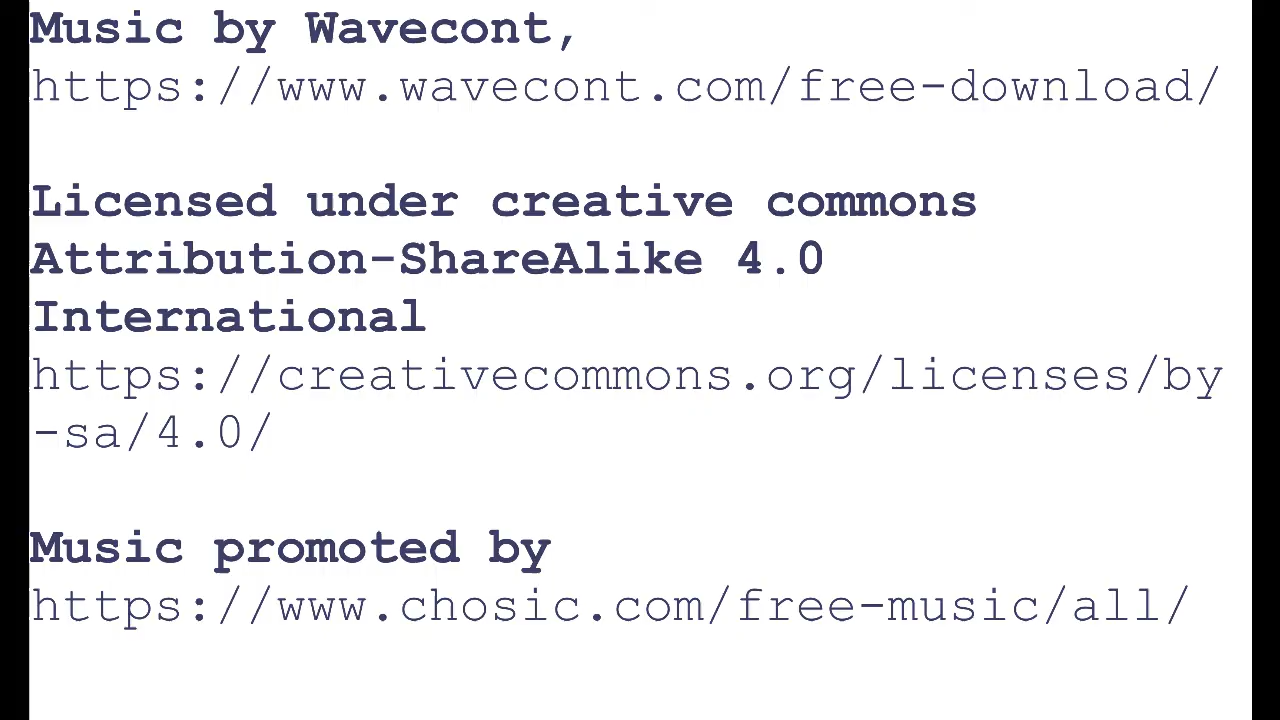 Music by Wavecont,
https://www.wavecont.com/free-download/
Licensed under creative commons
Attribution-ShareAlike 4.0
International
https://creativecommons.org/licenses/by
-sa/4.0/
Music promoted by
https://www.chosic.com/free-music/all/